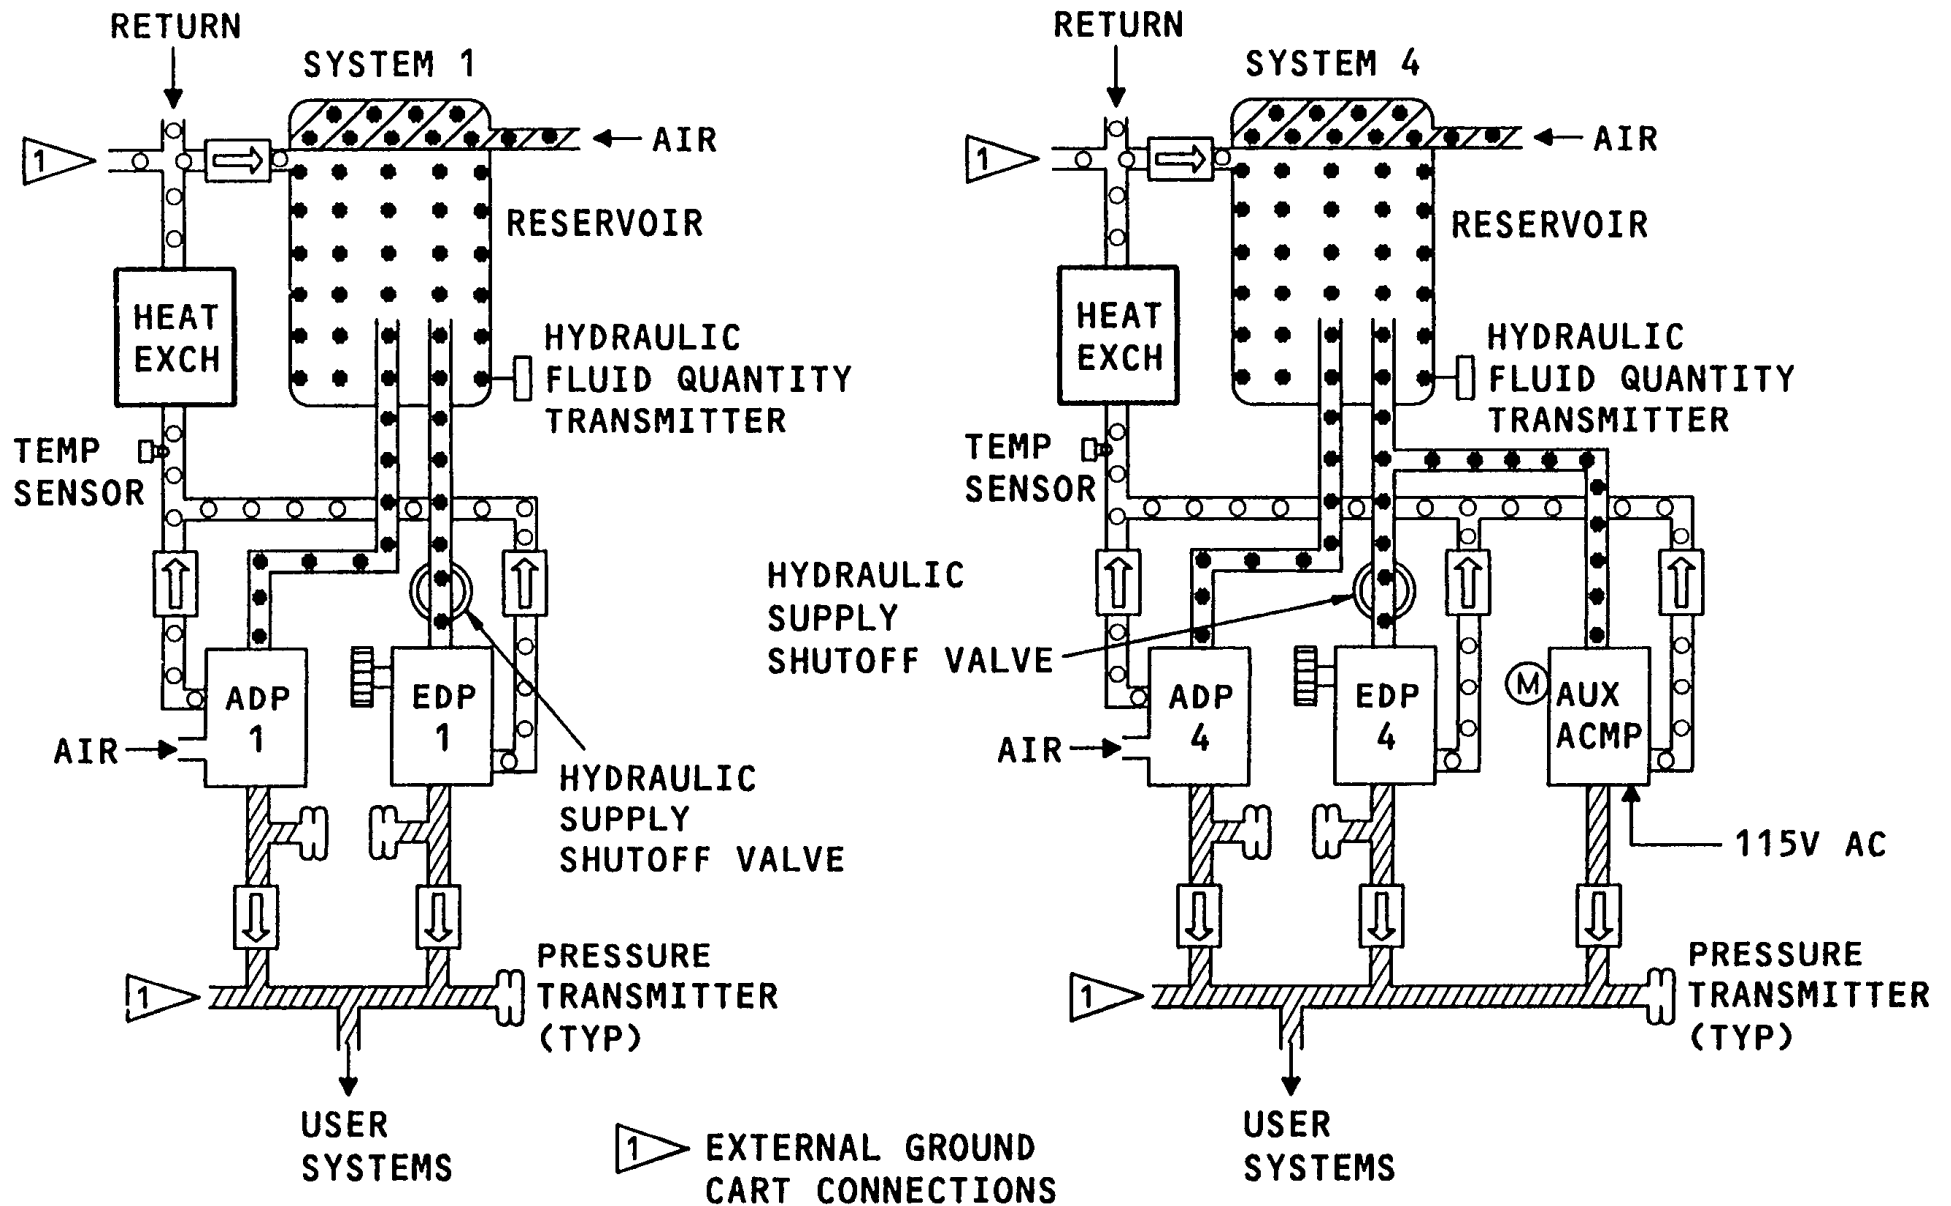 RETURN
SYSTEM 1
1
AIR
RESERVOIR
HEAT
EXCH
HYDRAULIC
FLUID QUANTITY
TRANSMITTER
TEMP
SENSOR
ADP
1
EDP
1
AIR
HYDRAULIC
SUPPLY
SHUTOFF VALVE
PRESSURE
TRANSMITTER
(TYP)
1
USER
SYSTEMS
RETURN
SYSTEM 4
1
AIR
RESERVOIR
HEAT
EXCH
HYDRAULIC
FLUID QUANTITY
TRANSMITTER
TEMP
SENSOR
HYDRAULIC
SUPPLY
SHUTOFF VALVE
ADP
4
EDP
4
M
AUX
ACMP
AIR
115V AC
PRESSURE
TRANSMITTER
(TYP)
1
USER
SYSTEMS
1 EXTERNAL GROUND
CART CONNECTIONS